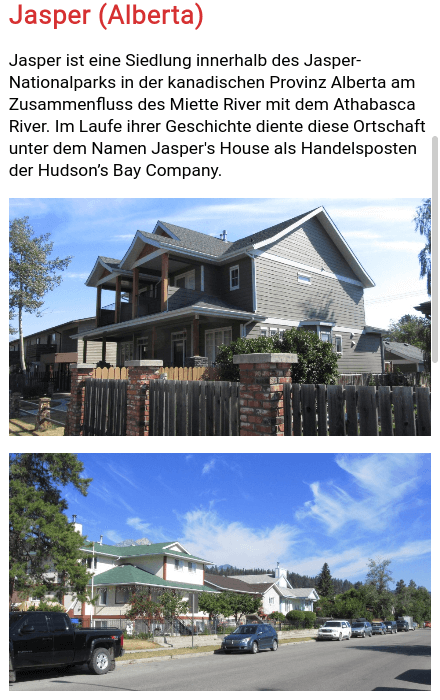 Jasper (Alberta)
Jasper ist eine Siedlung innerhalb des Jasper-
Nationalparks in der kanadischen Provinz Alberta am
Zusammenfluss des Miette River mit dem Athabasca
River. Im Laufe ihrer Geschichte diente diese Ortschaft
unter dem Namen Jasper's House als Handelsposten
der Hudson’s Bay Company.